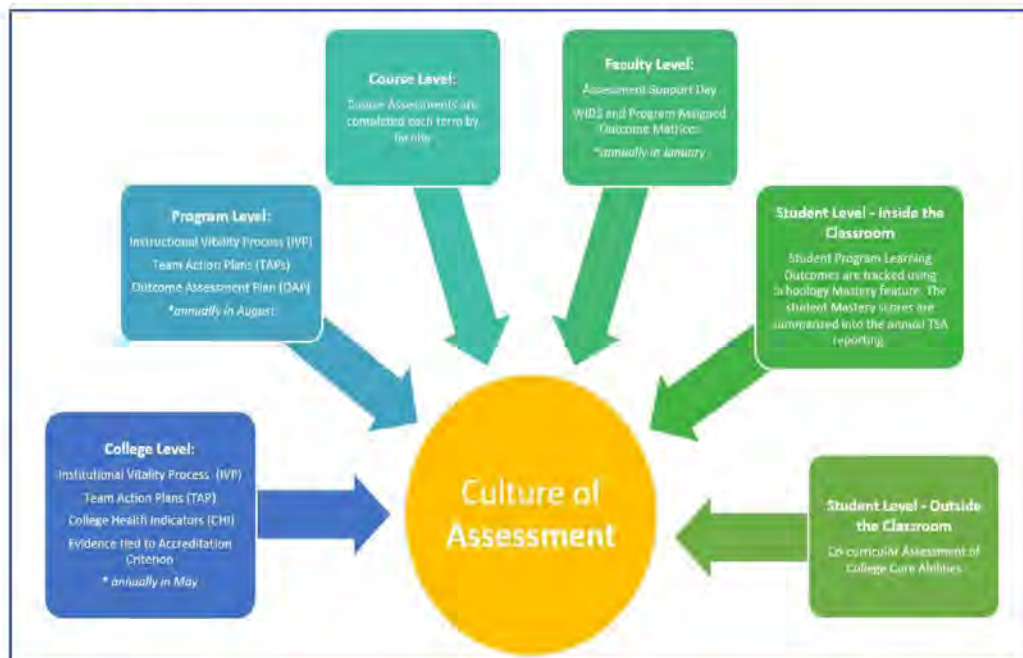 College Level:
Institutional Vitality Process (IVP)
Team Action Plans (TAP)
College Health Indicators (CHI)
Evidence tied to Accreditation
Criterion
* annually in May
Program Level:
Instructional Vitality Process (IVP)
Team Action Plans (TAPs)
Outcome Assessment Plan (OAP)
*annually in August
Course Level:
Course Assessments are
completed each term by
faculty
Faculty Level:
Assessment Support Day
WIDS and Program Assigned
Outcome Matrices
*annually in January
Student Level - Inside the
Classroom
Student Program Learning
Outcomes are tracked using
Schoology Mastery feature. The
student Mastery scores are
summarized into the annual TSA
reporting
Student Level - Outside
the Classroom
Co-curricular Assessment of
College Core Abilities
Culture of
Assessment